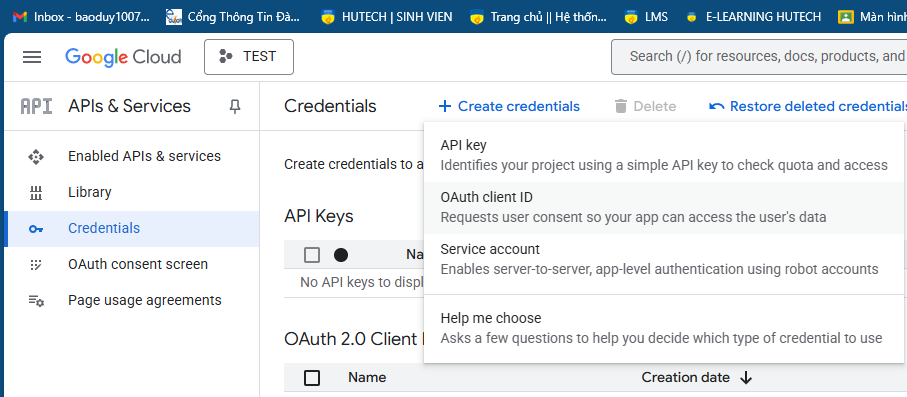 Inbox - baoduy1007...
Cổng Thông Tin Đà...
HUTECH | SINH VIEN
Trang chủ || Hệ thốn...
LMS
E-LEARNING HUTECH
Màn hình
Google Cloud
TEST
Search (/) for resources, docs, products, and
API
APIs & Services
Credentials
+ Create credentials
Delete
Restore deleted credentials
Enabled APIs & services
Library
Credentials
OAuth consent screen
Page usage agreements
Create credentials to a
API key
Identifies your project using a simple API key to check quota and access
OAuth client ID
Requests user consent so your app can access the user's data
Service account
Enables server-to-server, app-level authentication using robot accounts
Help me choose
Asks a few questions to help you decide which type of credential to use
API Keys
Na
No API keys to displ
OAuth 2.0 Client I
Name
Creation date